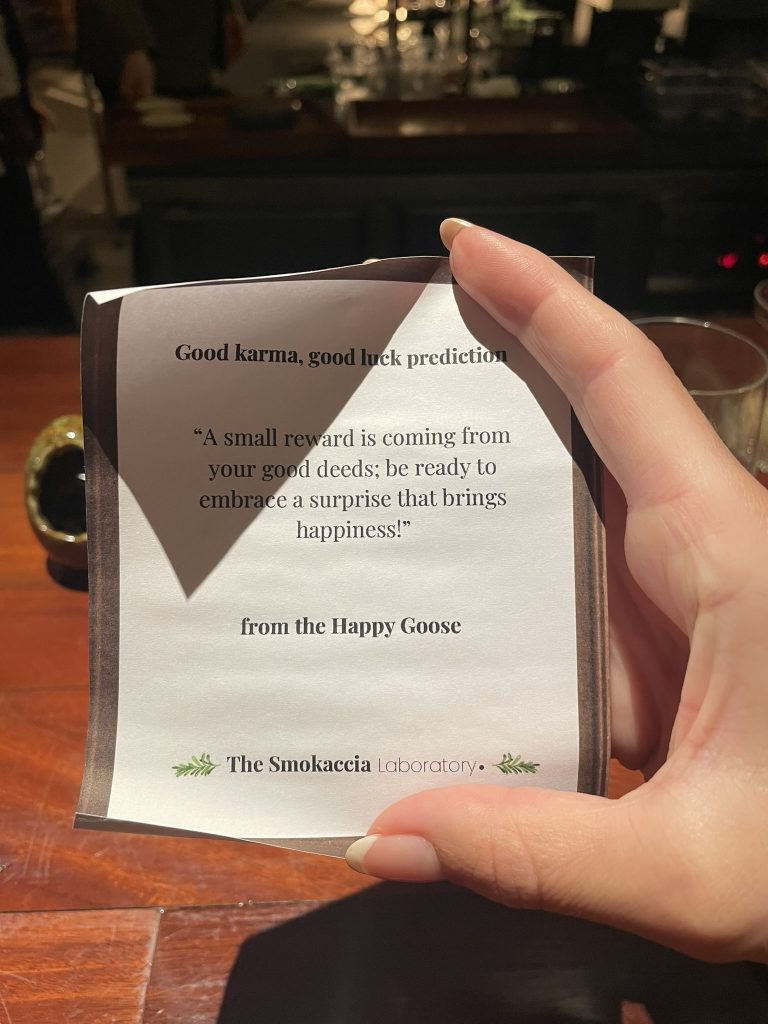 Good karma, good luck prediction
“A small reward is coming from
your good deeds; be ready to
embrace a surprise that brings
happiness!”
from the Happy Goose
The Smokaccia Laboratory•